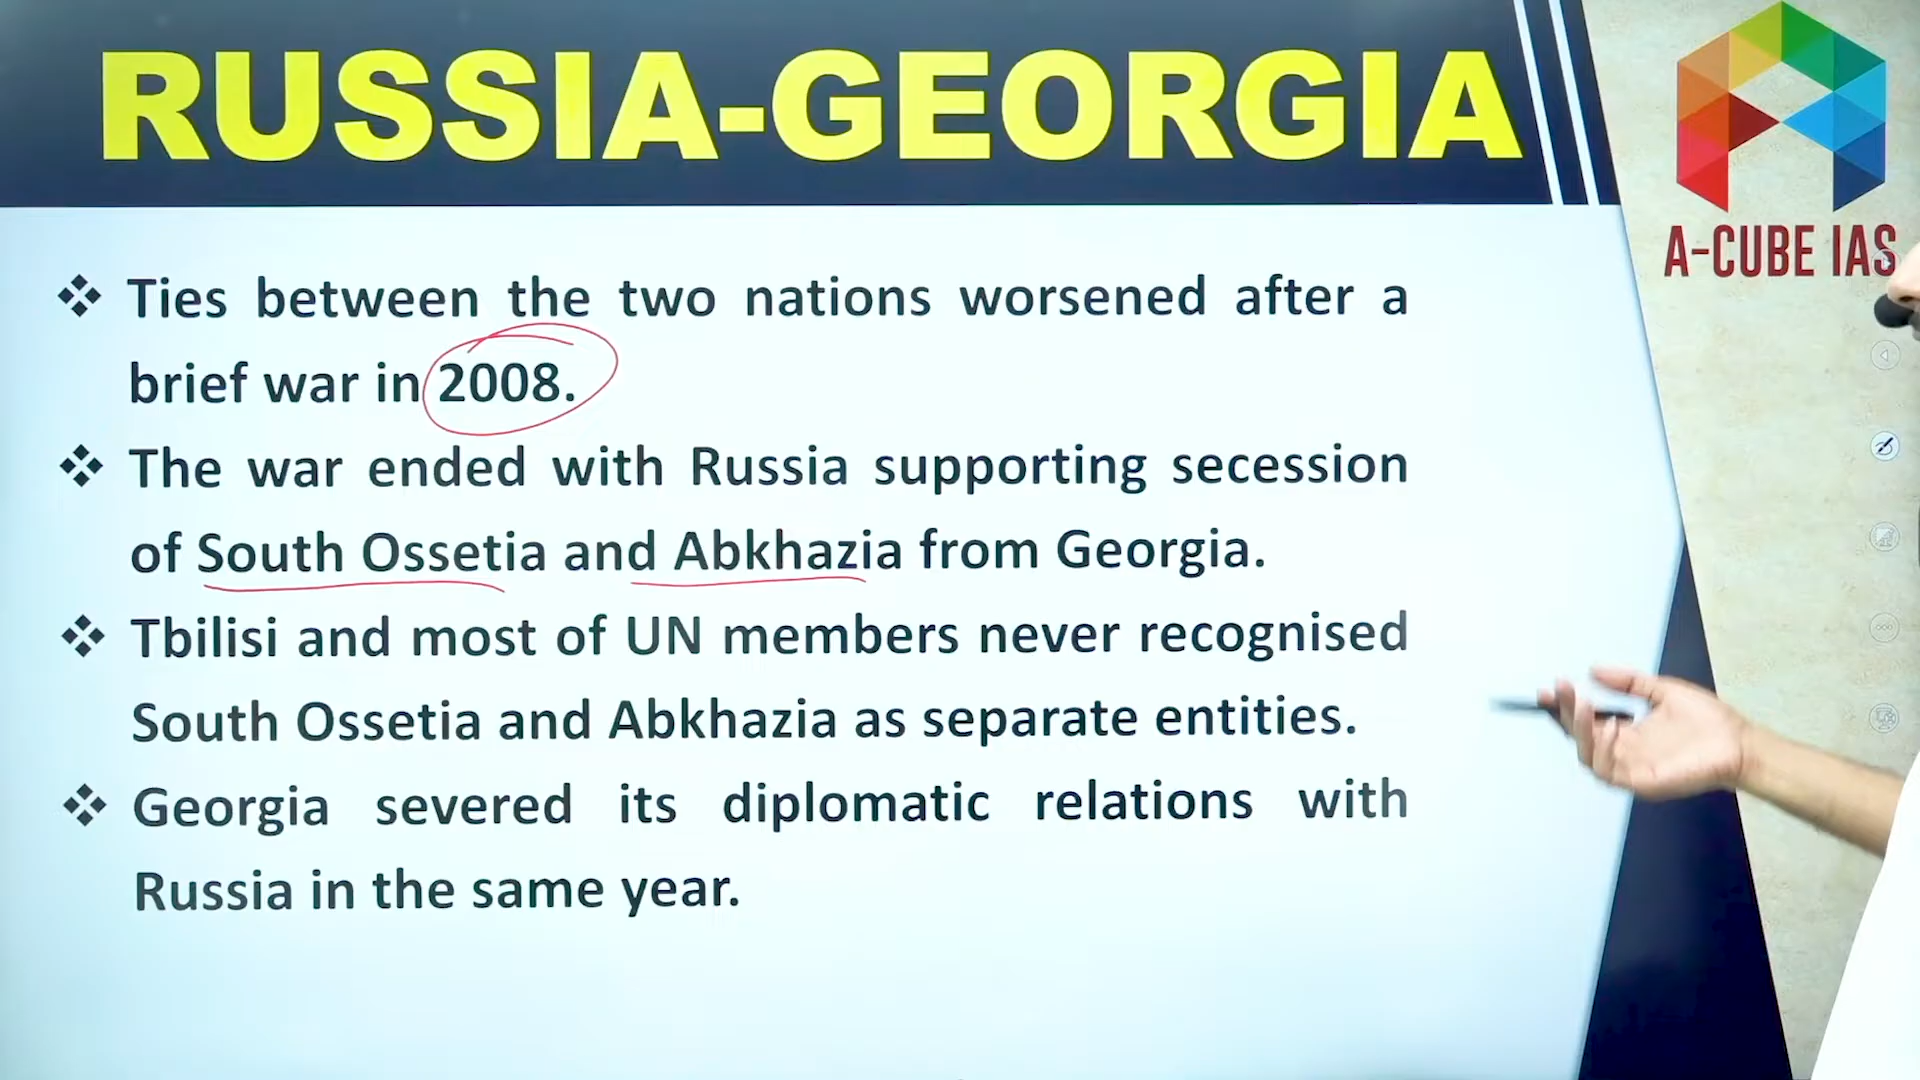 RUSSIA-GEORGIA
A-CUBE IAS
❖ Ties between the two nations worsened after a
brief war in 2008.
❖ The war ended with Russia supporting secession
of South Ossetia and Abkhazia from Georgia.
❖ Tbilisi and most of UN members never recognised
South Ossetia and Abkhazia as separate entities.
❖ Georgia severed its diplomatic relations with
Russia in the same year.